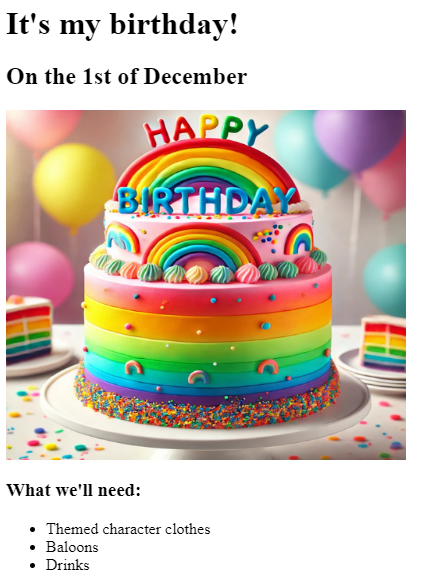 It's my birthday!
On the 1st of December
HAPPY
BIRTHDAY
What we'll need:
Themed character clothes
Baloons
Drinks